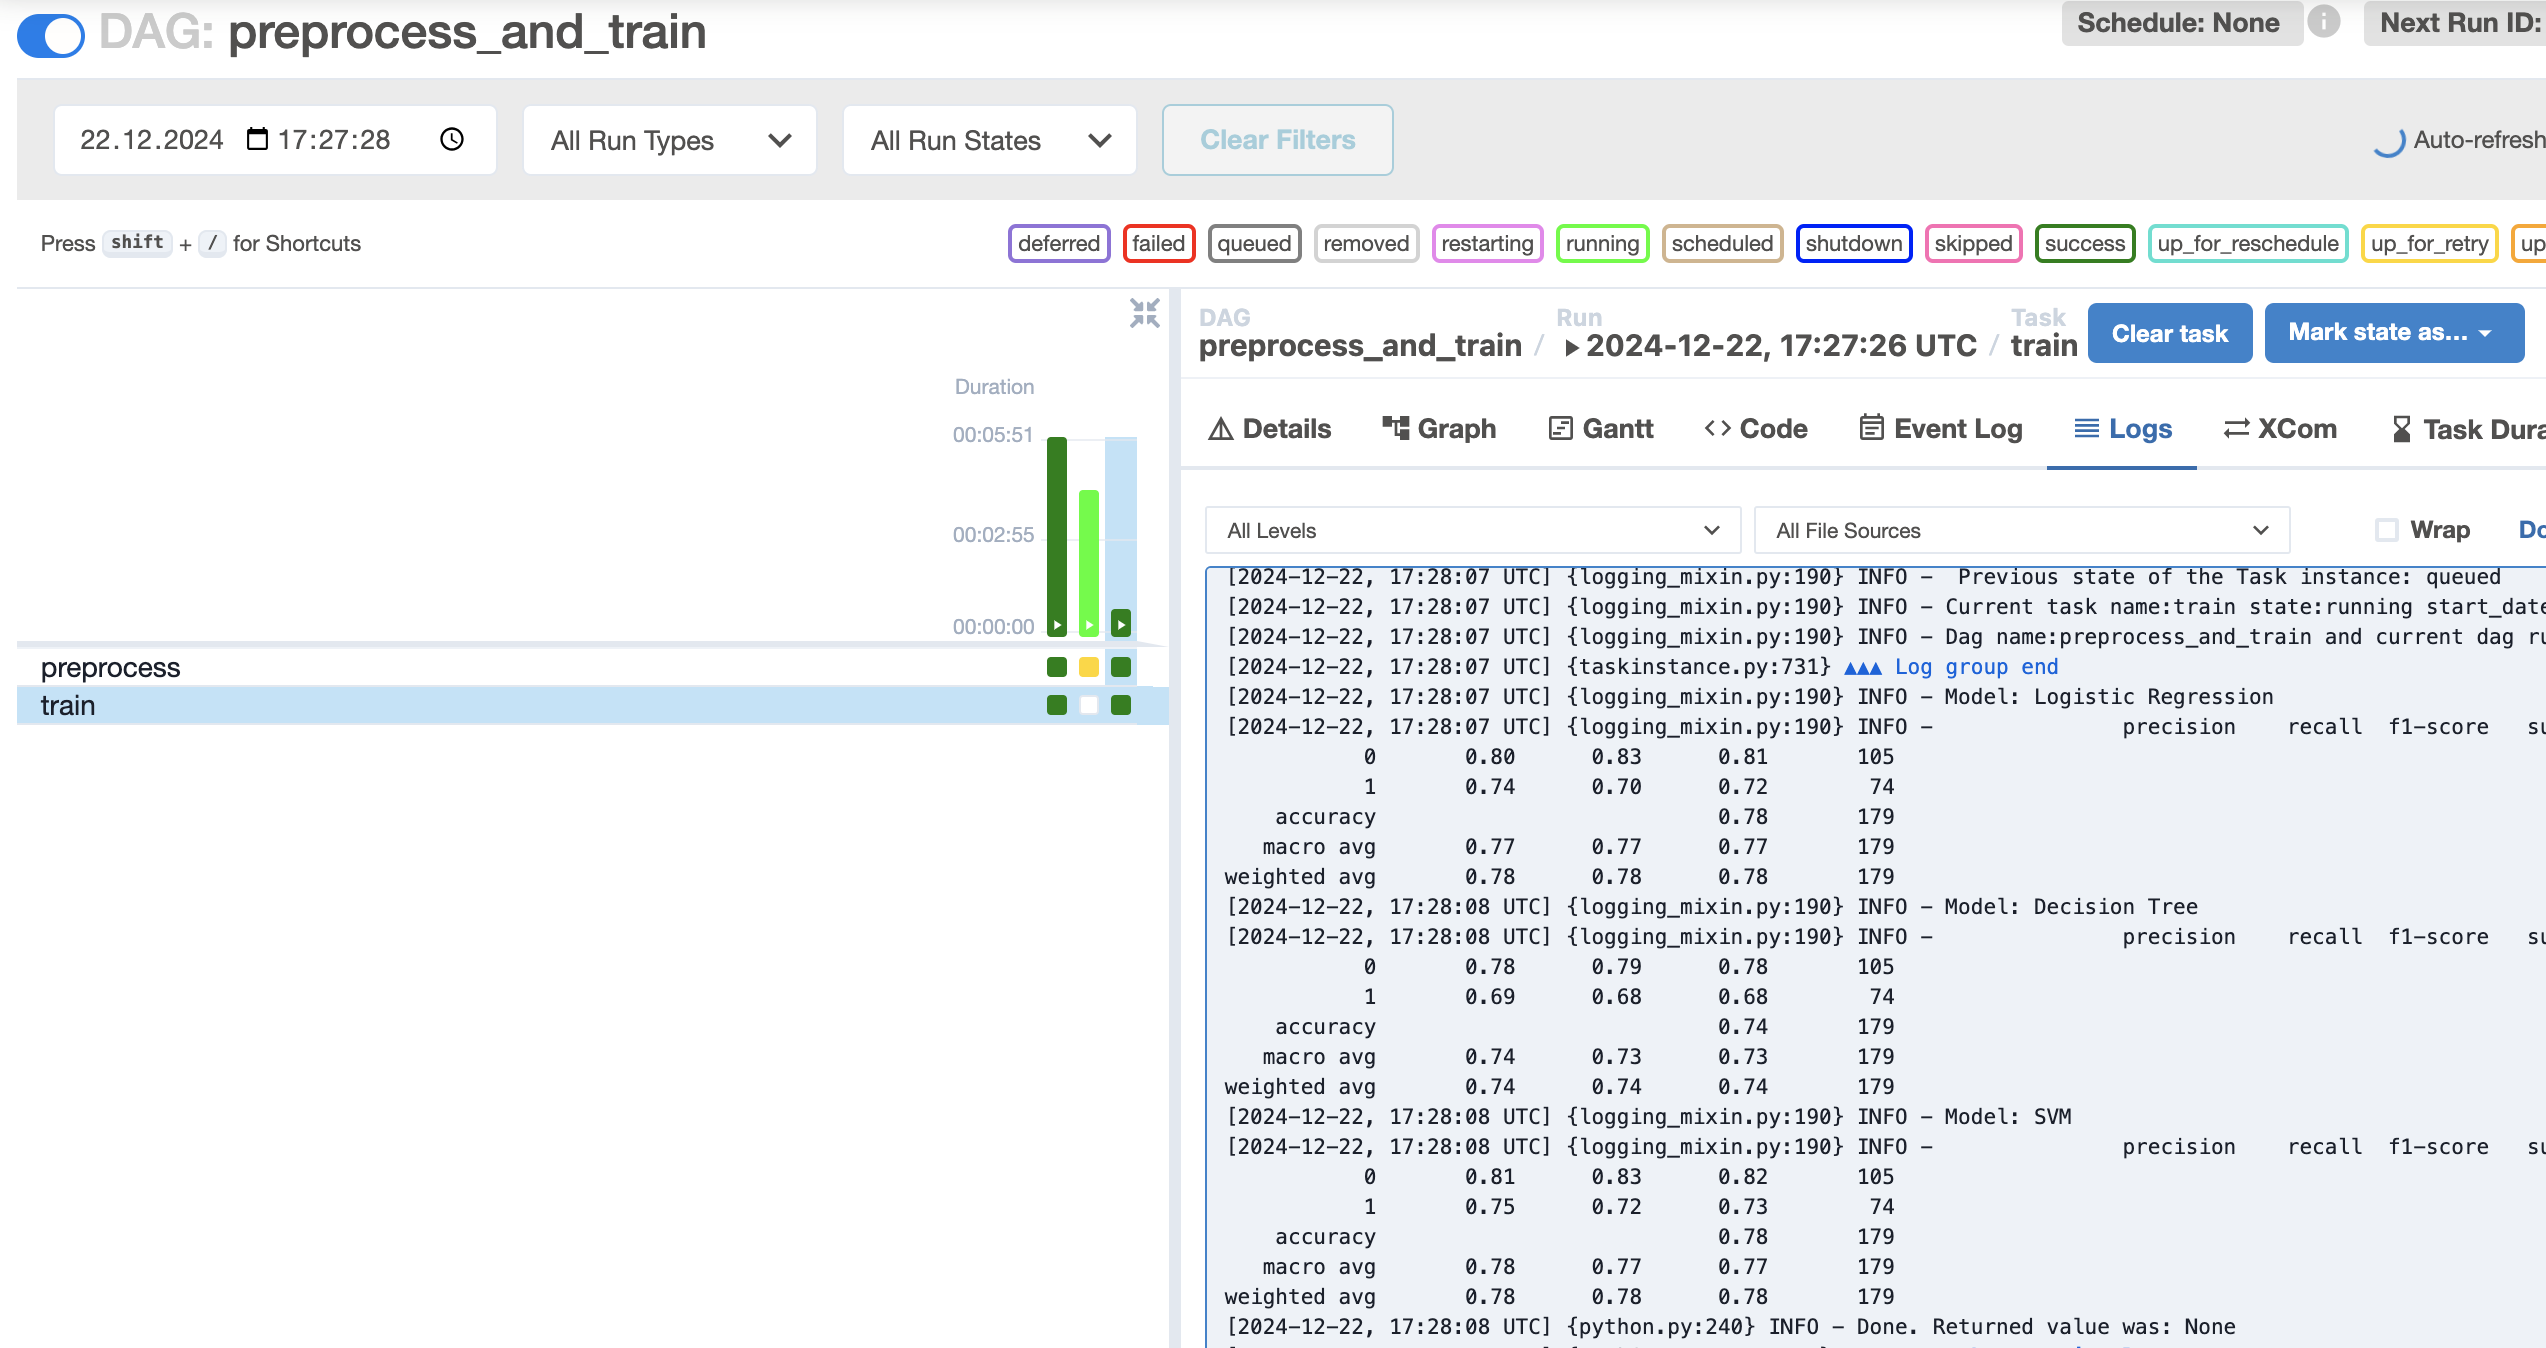 DAG: preprocess_and_train
Schedule: None
Next Run ID:
22.12.2024 17:27:28
All Run Types
All Run States
Clear Filters
Auto-refresh
Press shift + / for Shortcuts
deferred failed queued removed restarting running scheduled shutdown skipped success up_for_reschedule up_for_retry up
Duration
00:05:51
00:02:55
00:00:00
preprocess
train
DAG
preprocess_and_train /
Run
2024-12-22, 17:27:26 UTC /
Task
train
Clear task
Mark state as...
Details Graph Gantt Code Event Log Logs XCom Task Dura
All Levels
All File Sources
Wrap
Do
[2024-12-22, 17:28:07 UTC] {logging_mixin.py:190} INFO - Previous state of the Task instance: queued
[2024-12-22, 17:28:07 UTC] {logging_mixin.py:190} INFO - Current task name:train state:running start_date
[2024-12-22, 17:28:07 UTC] {logging_mixin.py:190} INFO - Dag name:preprocess_and_train and current dag ru
[2024-12-22, 17:28:07 UTC] {taskinstance.py:731} ▲▲▲ Log group end
[2024-12-22, 17:28:07 UTC] {logging_mixin.py:190} INFO - Model: Logistic Regression
[2024-12-22, 17:28:07 UTC] {logging_mixin.py:190} INFO - precision recall f1-score su
0 0.80 0.83 0.81 105
1 0.74 0.70 0.72 74
accuracy 0.78 179
macro avg 0.77 0.77 0.77 179
weighted avg 0.78 0.78 0.78 179
[2024-12-22, 17:28:08 UTC] {logging_mixin.py:190} INFO - Model: Decision Tree
[2024-12-22, 17:28:08 UTC] {logging_mixin.py:190} INFO - precision recall f1-score su
0 0.78 0.79 0.78 105
1 0.69 0.68 0.68 74
accuracy 0.74 179
macro avg 0.74 0.73 0.73 179
weighted avg 0.74 0.74 0.74 179
[2024-12-22, 17:28:08 UTC] {logging_mixin.py:190} INFO - Model: SVM
[2024-12-22, 17:28:08 UTC] {logging_mixin.py:190} INFO - precision recall f1-score su
0 0.81 0.83 0.82 105
1 0.75 0.72 0.73 74
accuracy 0.78 179
macro avg 0.78 0.77 0.77 179
weighted avg 0.78 0.78 0.78 179
[2024-12-22, 17:28:08 UTC] {python.py:240} INFO - Done. Returned value was: None